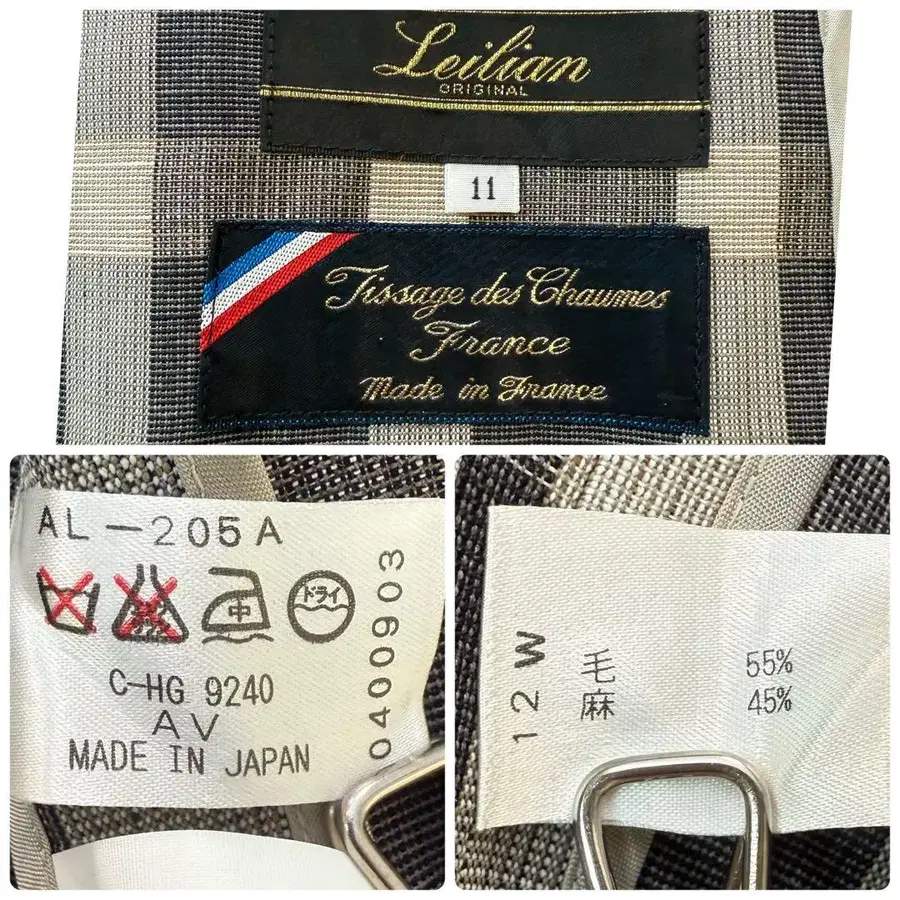 Leilian
ORIGINAL
11
Tissage des Chaumes
France
Made in France
AL-205A
中
ドライ
C-HG 9240
AV
MADE IN JAPAN
0400903
12W
毛 55%
麻 45%